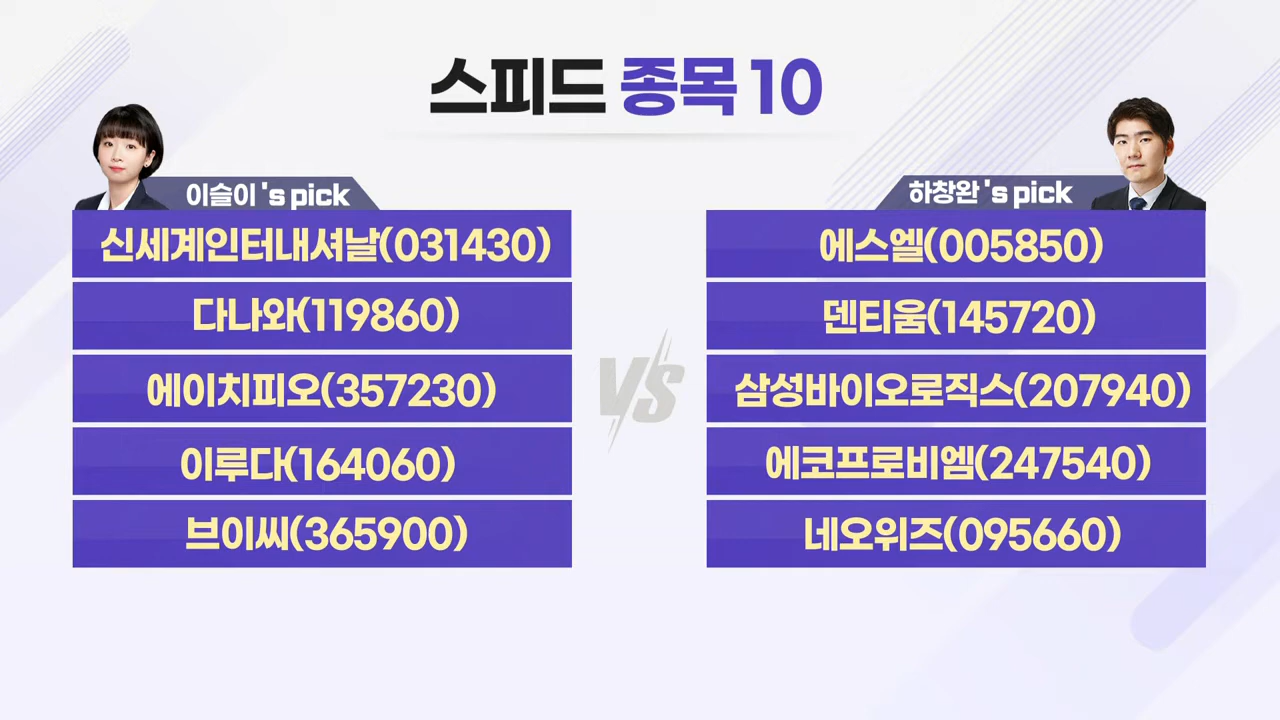 스피드 종목 10
이슬이 's pick
신세계인터내셔날(031430)
다나와(119860)
에이치피오(357230)
이루다(164060)
브이씨(365900)
VS
하창완 's pick
에스엘(005850)
덴티움(145720)
삼성바이오로직스(207940)
에코프로비엠(247540)
네오위즈(095660)